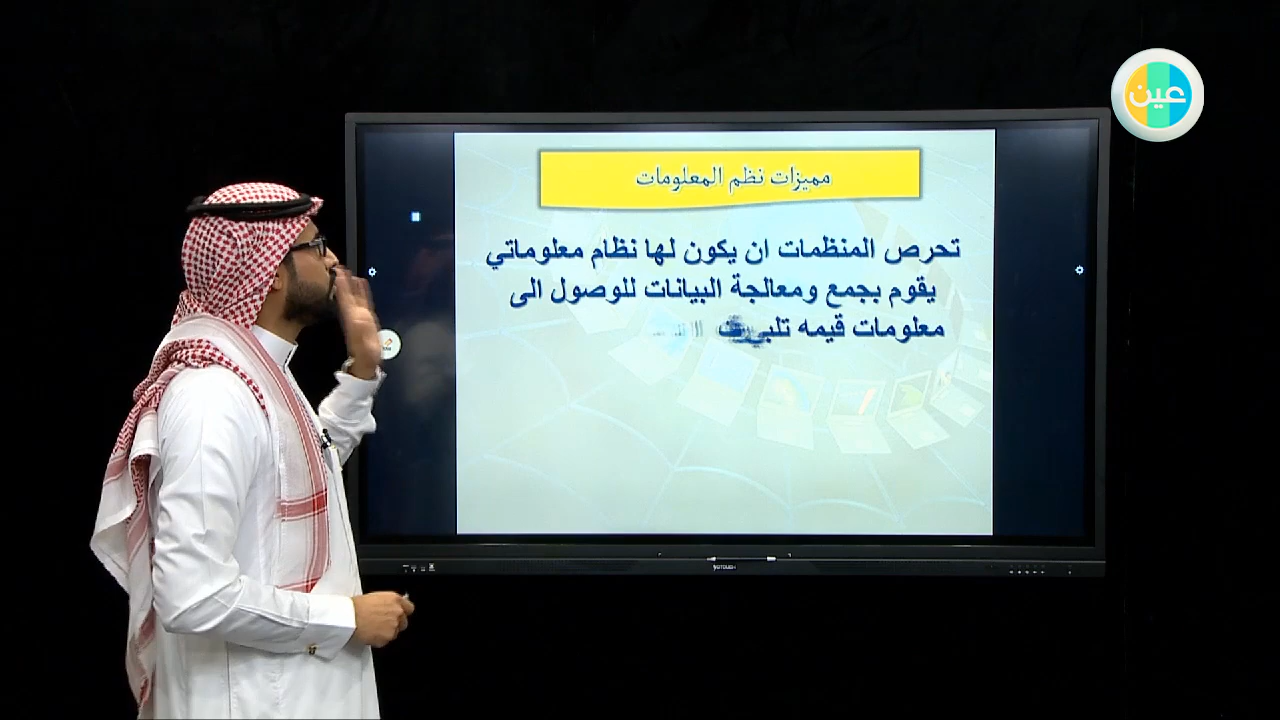 عين
مميزات نظم المعلومات
تحرص المنظمات ان يكون لها نظام معلوماتي
يقوم بجمع ومعالجة البيانات للوصول الى
معلومات قيمه